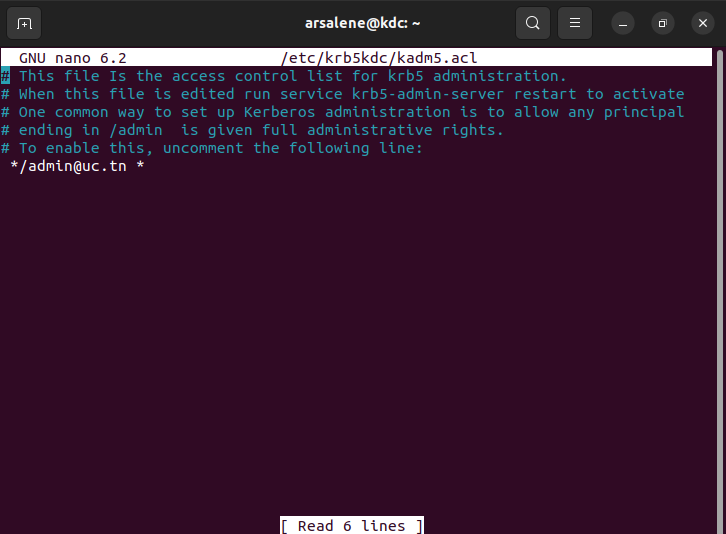 arsalene@kdc: ~
GNU nano 6.2 /etc/krb5kdc/kadm5.acl
# This file Is the access control list for krb5 administration.
# When this file is edited run service krb5-admin-server restart to activate
# One common way to set up Kerberos administration is to allow any principal
# ending in /admin  is given full administrative rights.
# To enable this, uncomment the following line:
*/admin@uc.tn *
[ Read 6 lines ]